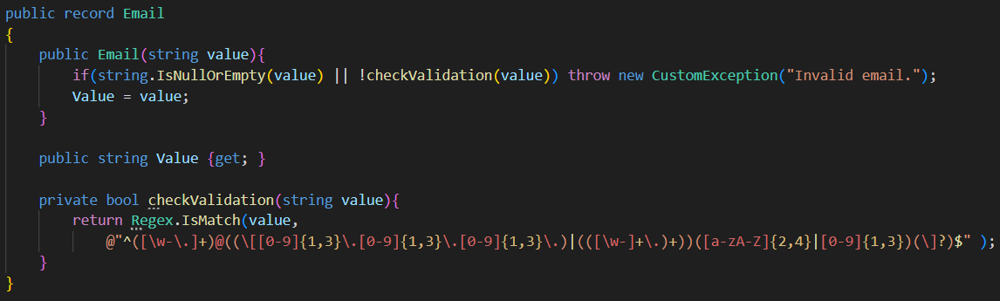 public record Email
{
    public Email(string value){
        if(string.IsNullOrEmpty(value) || !checkValidation(value)) throw new CustomException("Invalid email.");
        Value = value;
    }

    public string Value {get; }

    private bool checkValidation(string value){
        return Regex.IsMatch(value,
            @"^([\w-\.]+)@((\[[0-9]{1,3}\.[0-9]{1,3}\.[0-9]{1,3}\.)|(([\w-]+\.)+))([a-zA-Z]{2,4}|[0-9]{1,3})(\]?)$" );
    }
}